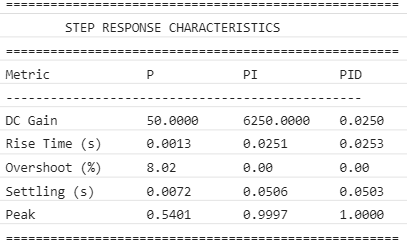 =====================================================
STEP RESPONSE CHARACTERISTICS
=====================================================
Metric P PI PID
------------------------------------------------
DC Gain 50.0000 6250.0000 0.0250
Rise Time (s) 0.0013 0.0251 0.0253
Overshoot (%) 8.02 0.00 0.00
Settling (s) 0.0072 0.0506 0.0503
Peak 0.5401 0.9997 1.0000
=====================================================